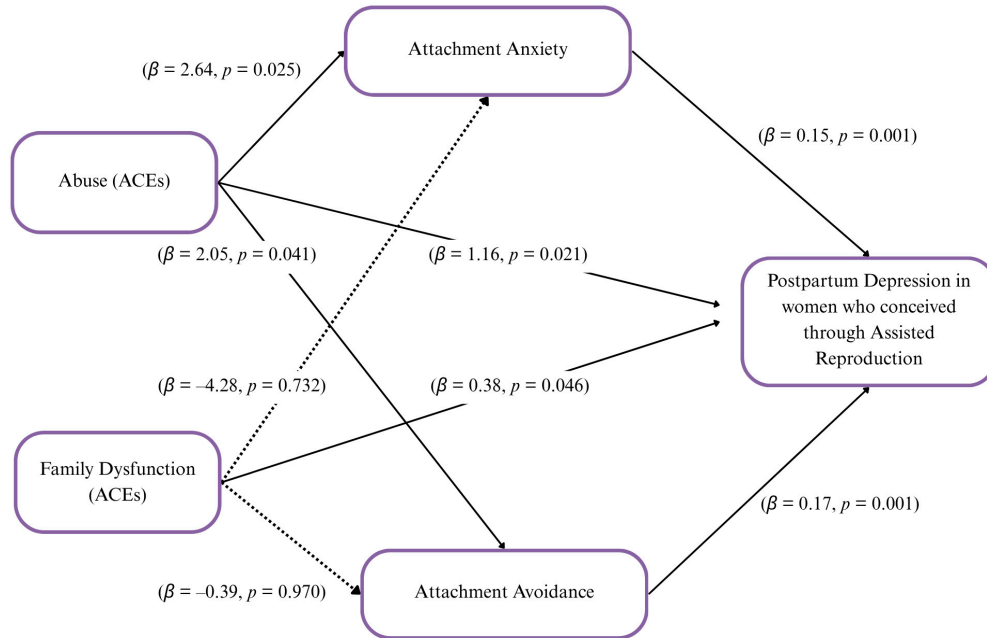 Attachment Anxiety
(β = 2.64, p = 0.025)
(β = 0.15, p = 0.001)
Abuse (ACEs)
(β = 2.05, p = 0.041)
(β = 1.16, p = 0.021)
Postpartum Depression in
women who conceived
through Assisted
Reproduction
(β = –4.28, p = 0.732)
(β = 0.38, p = 0.046)
Family Dysfunction
(ACEs)
(β = 0.17, p = 0.001)
(β = –0.39, p = 0.970)
Attachment Avoidance